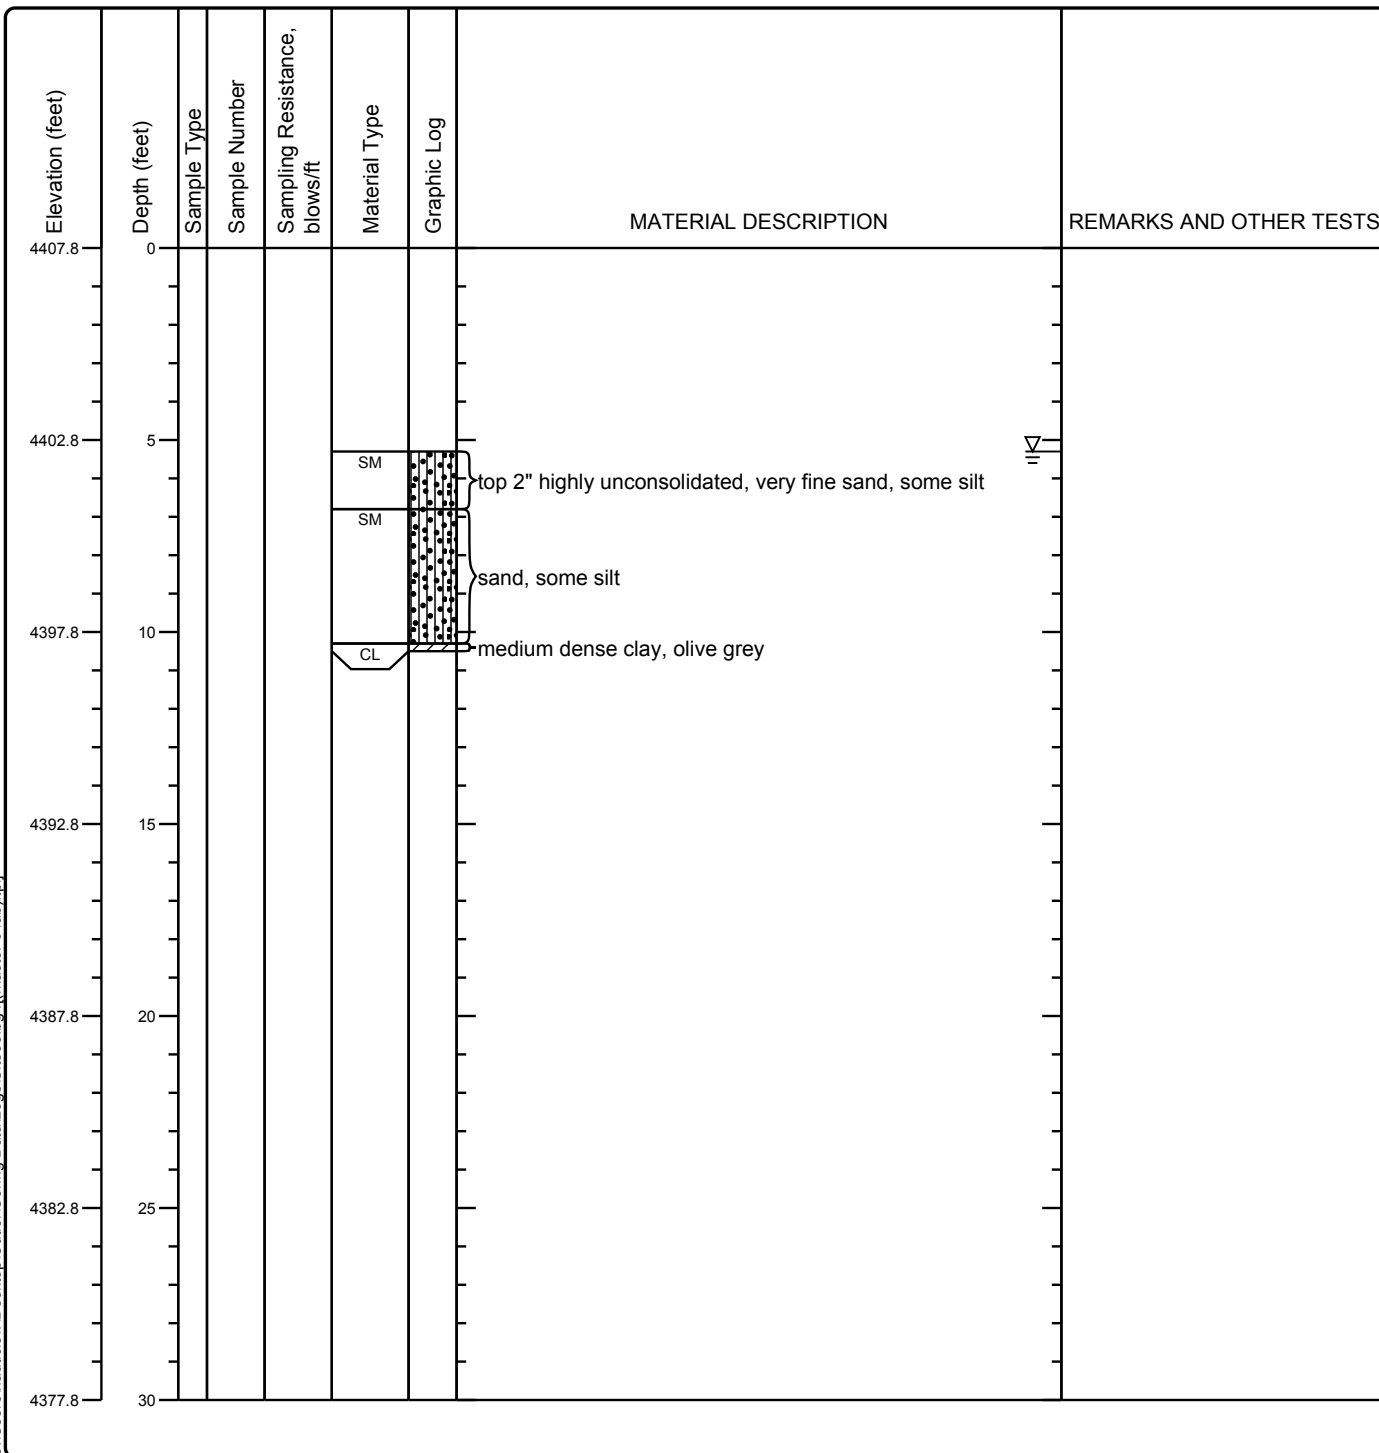 Elevation (feet)
Depth (feet)
Sample Type
Sample Number
Sampling Resistance,
blows/ft
Material Type
Graphic Log
MATERIAL DESCRIPTION
REMARKS AND OTHER TESTS
4407.8 0
4402.8 5
SM
top 2" highly unconsolidated, very fine sand, some silt
SM
sand, some silt
4397.8 10
CL
medium dense clay, olive grey
4392.8 15
4387.8 20
4382.8 25
4377.8 30